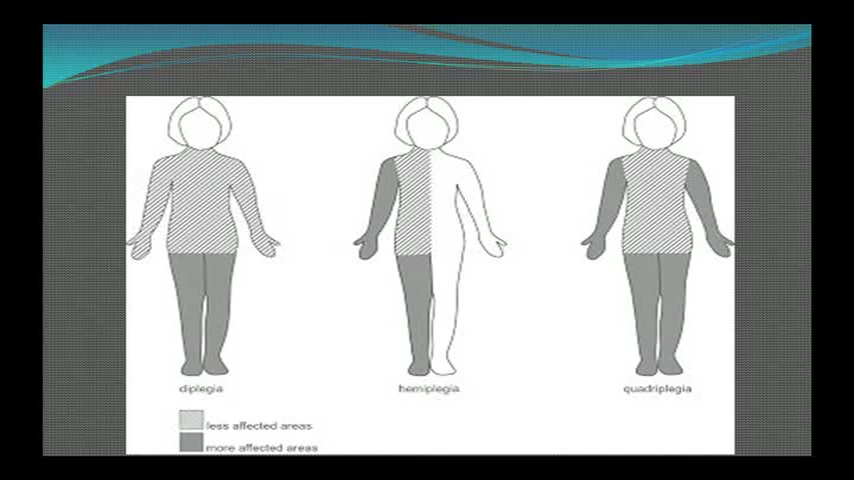 diplegia hemiplegia quadriplegia
less affected areas
more affected areas